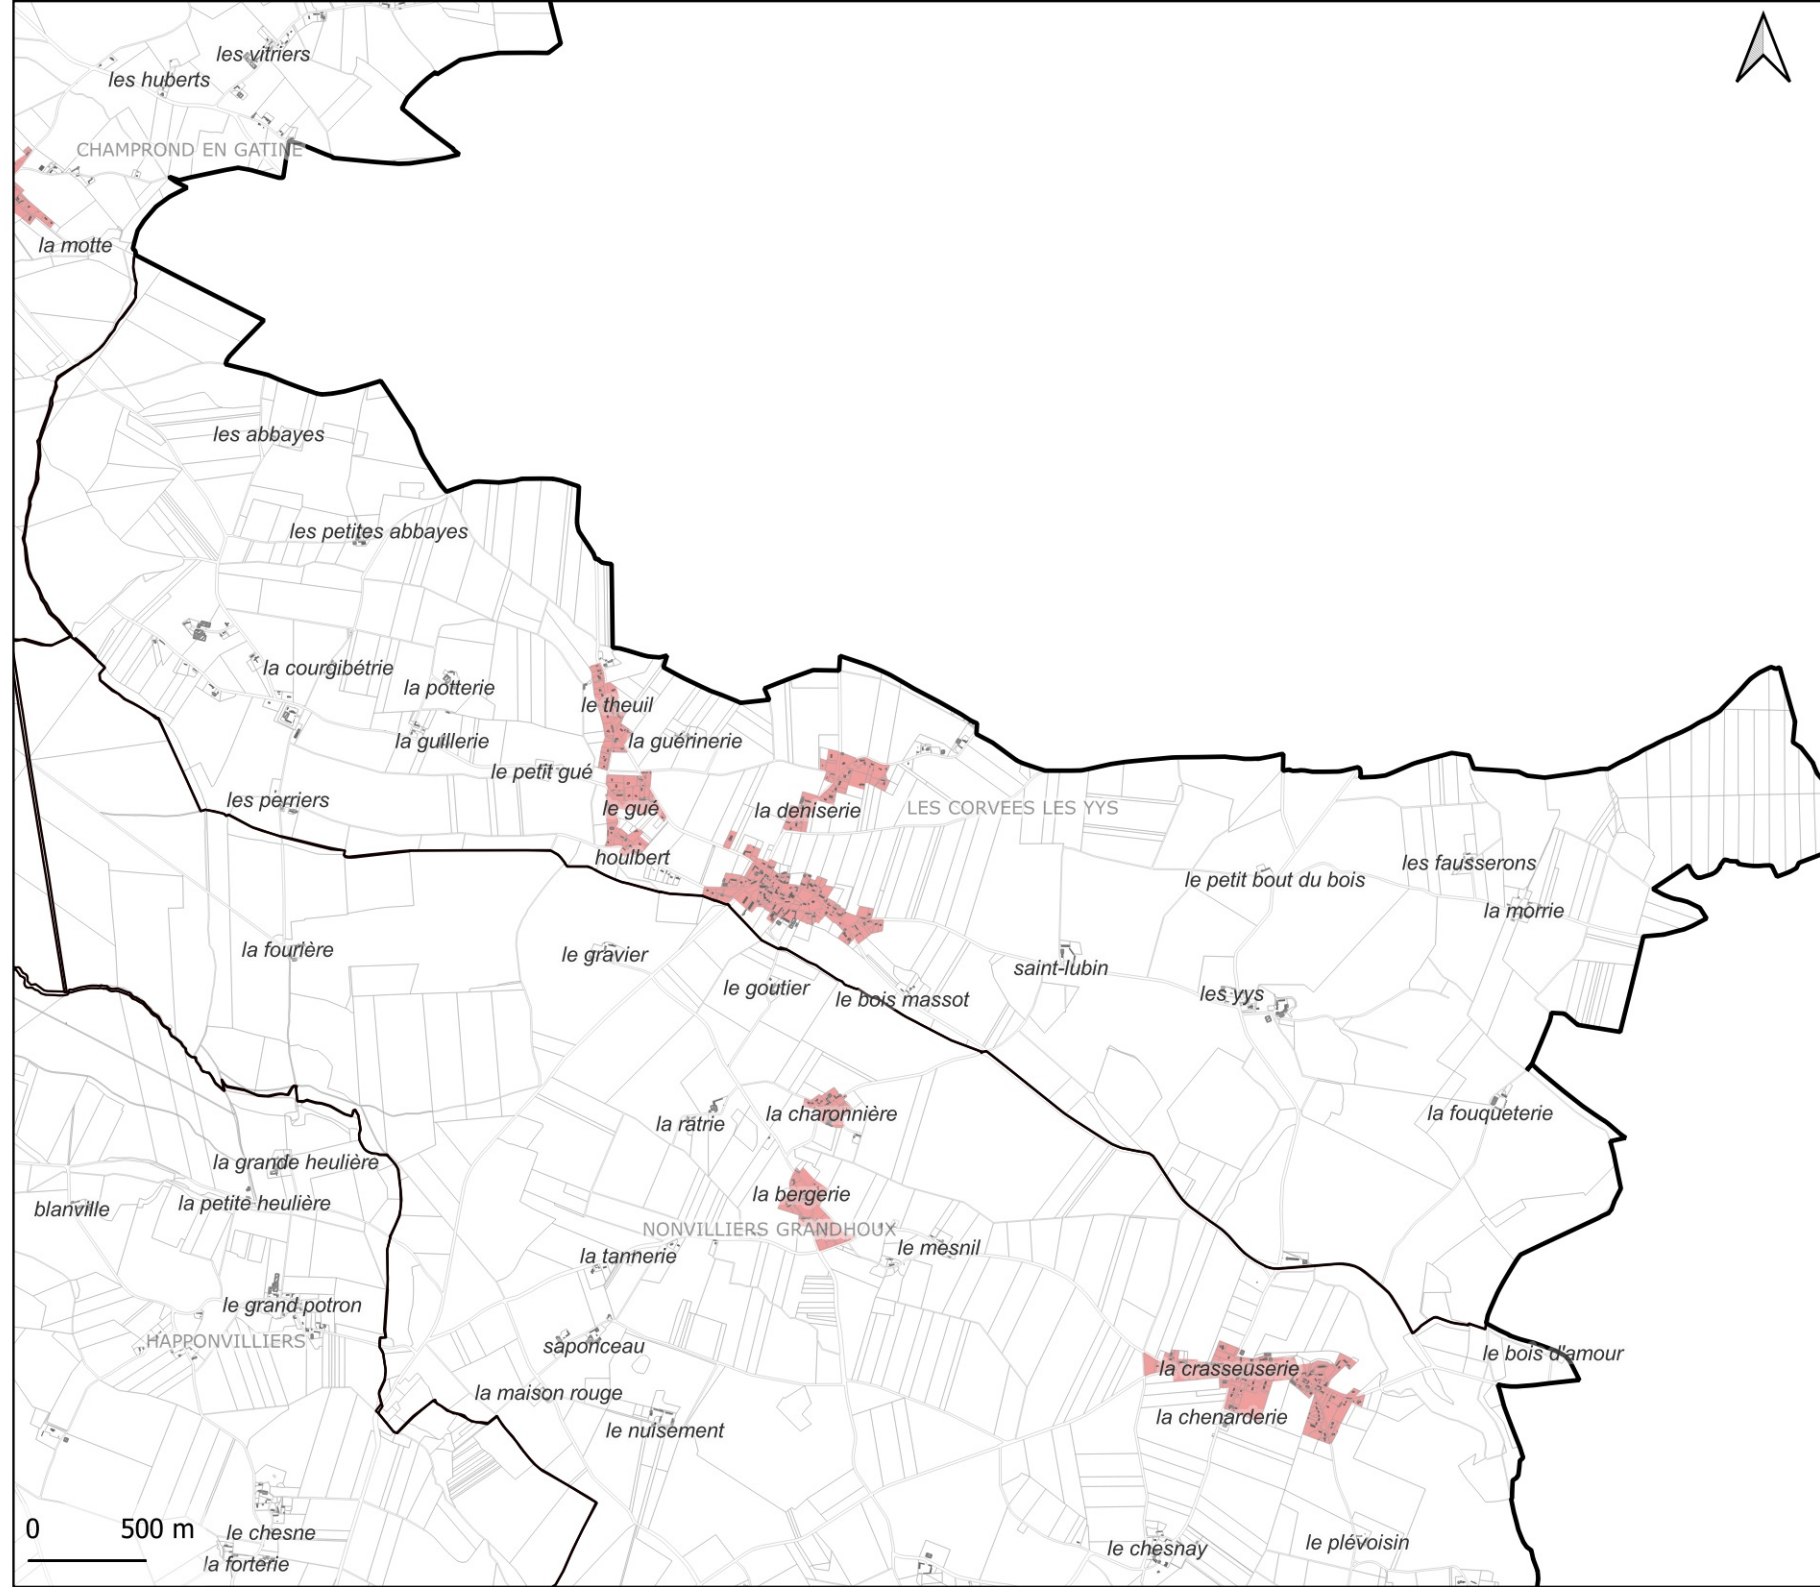 les vitriers
les huberts
CHAMPROND EN GATINE
la motte
les abbayes
les petites abbayes
la courgibétrie
la potterie
le theuil
la guillerie
la guérinerie
le petit gué
les perriers
le gué
la deniserie
LES CORVEES LES YYS
houlbert
les fausserons
le petit bout du bois
la morrie
la fourière
le gravier
saint-lubin
le goutier
le bois massot
les yys
la ratrie
la charonnière
la fouqueterie
la grande heulière
la petite heulière
blanville
la bergerie
NONVILLIERS GRANDHOUX
la tannerie
le mesnil
le grand potron
HAPPONVILLIERS
saponceau
le bois d'amour
la crasseuserie
la maison rouge
la chenarderie
le nuisement
0 500 m
le chesne
la forterie
le chesnay
le plévoisin